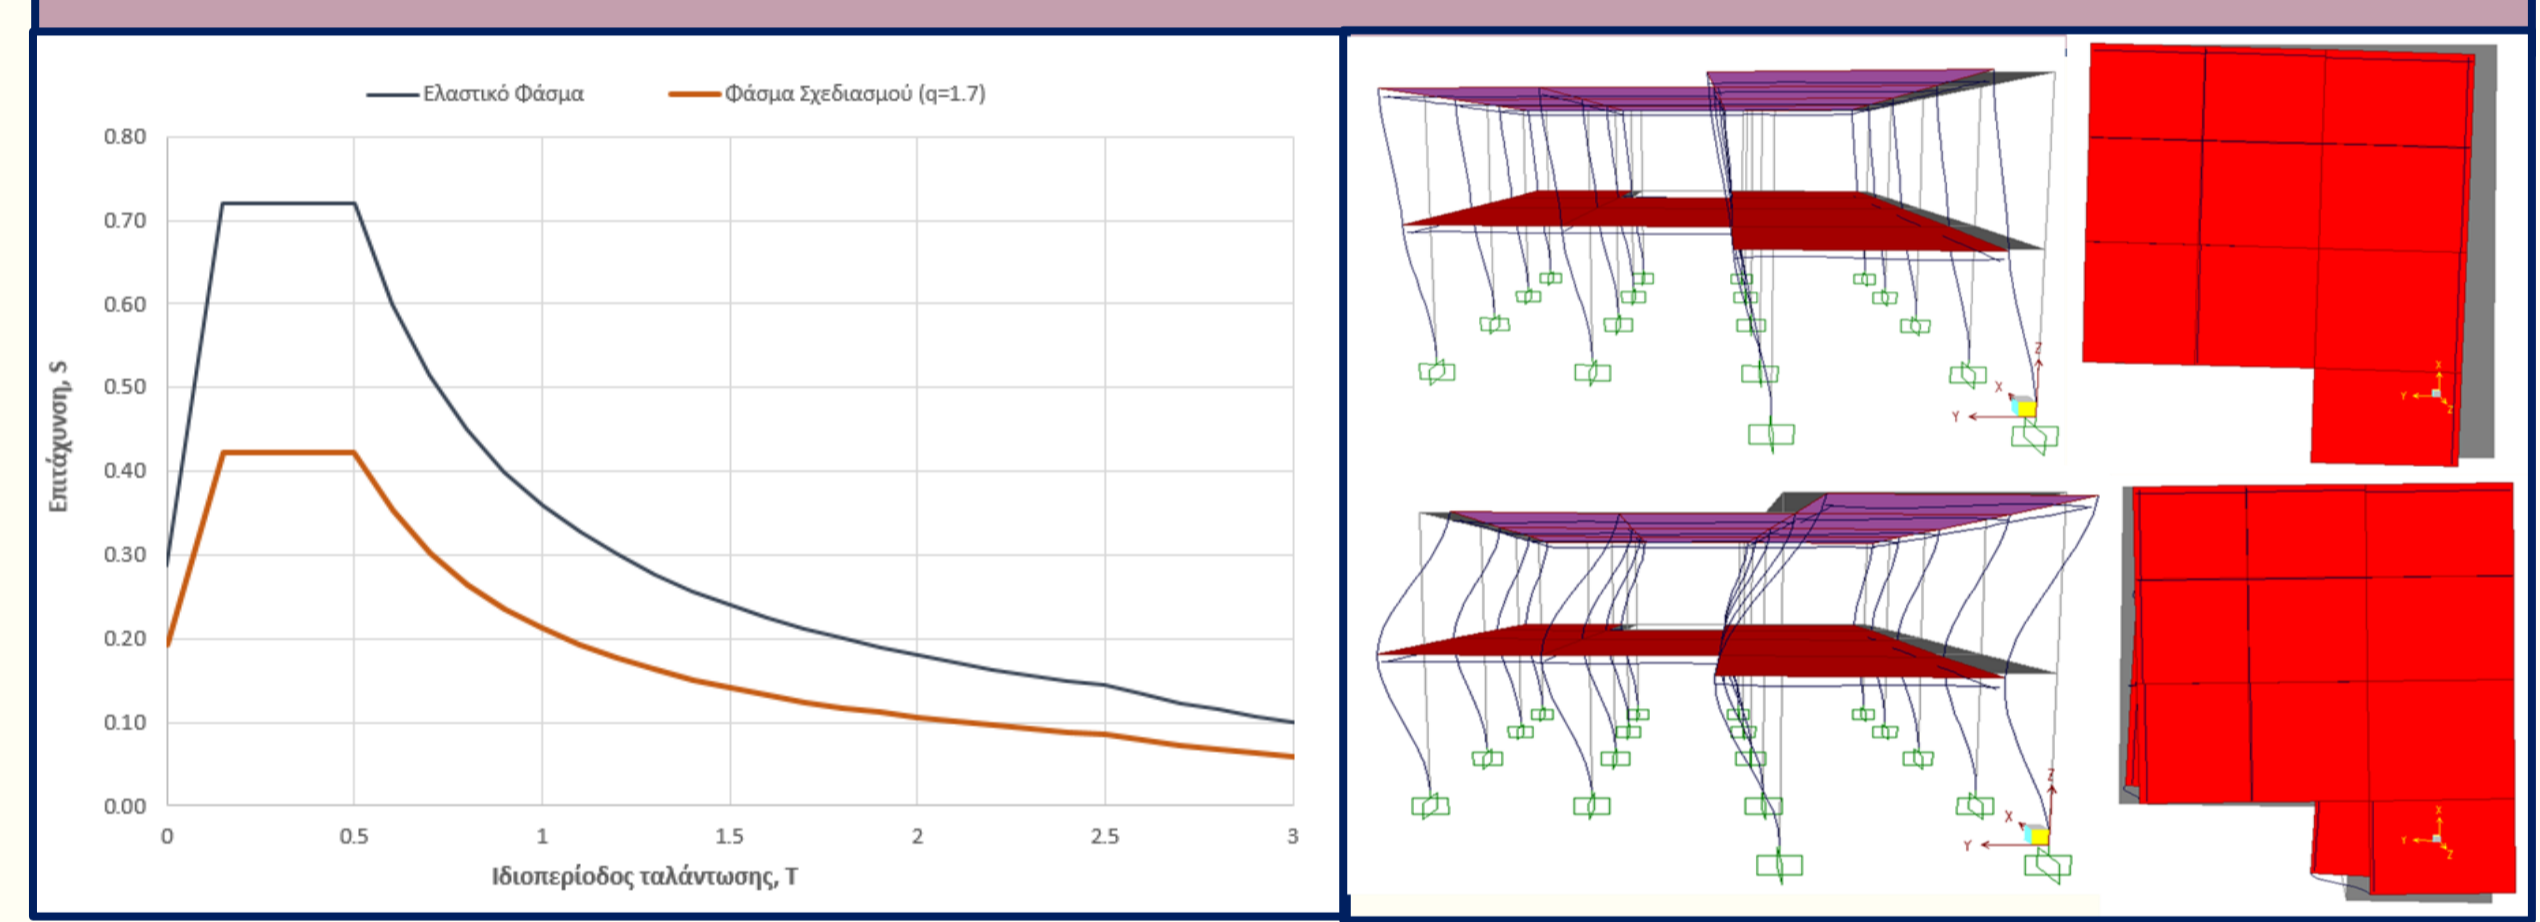 Ελαστικό Φάσμα
Φάσμα Σχεδιασμού (q=1.7)
0.80
0.70
0.60
0.50
0.40
0.30
0.20
0.10
0.00
Επιτάχυνση, S
0 0.5 1 1.5 2 2.5 3
Ιδιοπερίοδος ταλάντωσης, T
Z
X
Y
X
Y
Z
Z
X
Y
X
Y
Z